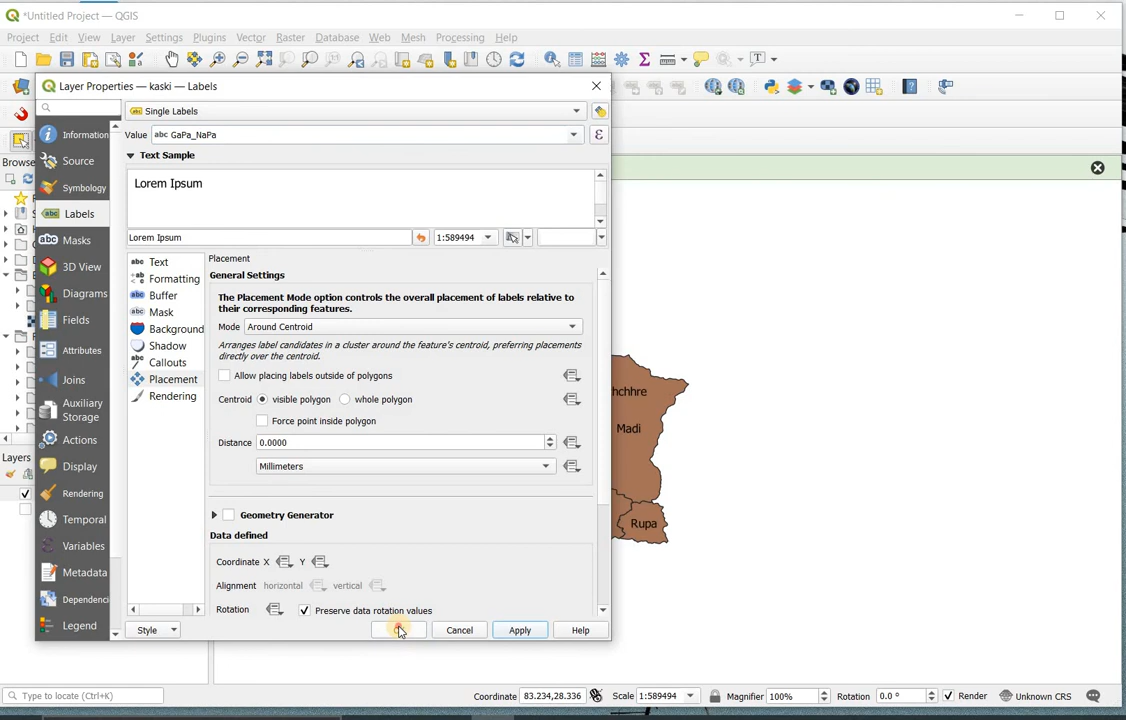 *Untitled Project — QGIS
Project Edit View Layer Settings Plugins Vector Raster Database Web Mesh Processing Help
Layer Properties — kaski — Labels
Information
Source
Symbology
Labels
Masks
3D View
Diagrams
Fields
Attributes
Joins
Auxiliary
Storage
Actions
Display
Rendering
Temporal
Variables
Metadata
Dependenci
Legend
Browse
Layers
Single Labels
Value abc GaPa_NaPa
Text Sample
Lorem Ipsum
Lorem Ipsum
1:589494
Text
Formatting
Buffer
Mask
Background
Shadow
Callouts
Placement
Rendering
Placement
General Settings
The Placement Mode option controls the overall placement of labels relative to
their corresponding features.
Mode Around Centroid
Arranges label candidates in a cluster around the feature's centroid, preferring placements
directly over the centroid.
Allow placing labels outside of polygons
Centroid visible polygon whole polygon
Force point inside polygon
Distance 0.0000
Millimeters
Geometry Generator
Data defined
Coordinate X Y
Alignment horizontal vertical
Rotation Preserve data rotation values
Style Cancel Apply Help
hchhre
Madi
Rupa
Type to locate (Ctrl+K)
Coordinate 83.234,28.336 Scale 1:589494 Magnifier 100% Rotation 0.0 ° Render Unknown CRS